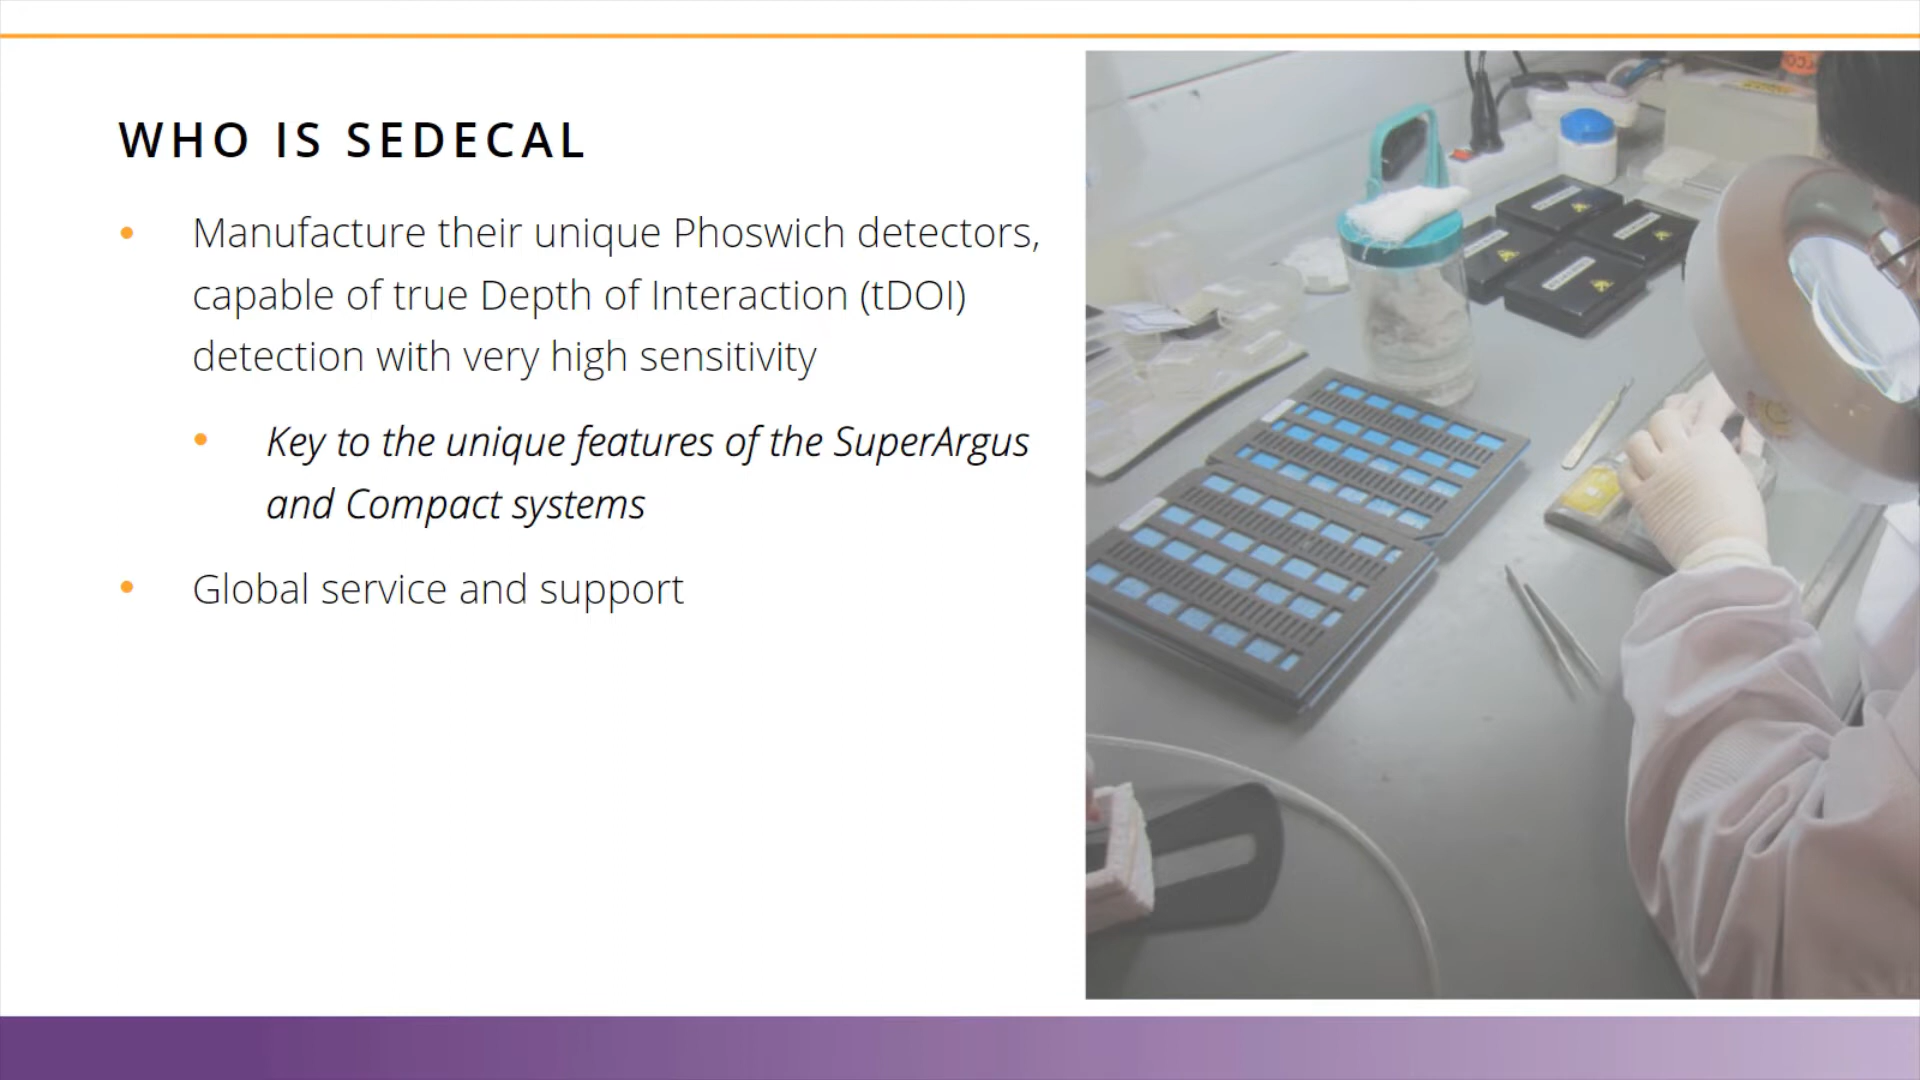 WHO IS SEDECAL
Manufacture their unique Phoswich detectors,
capable of true Depth of Interaction (tDOI)
detection with very high sensitivity
Key to the unique features of the SuperArgus
and Compact systems
Global service and support